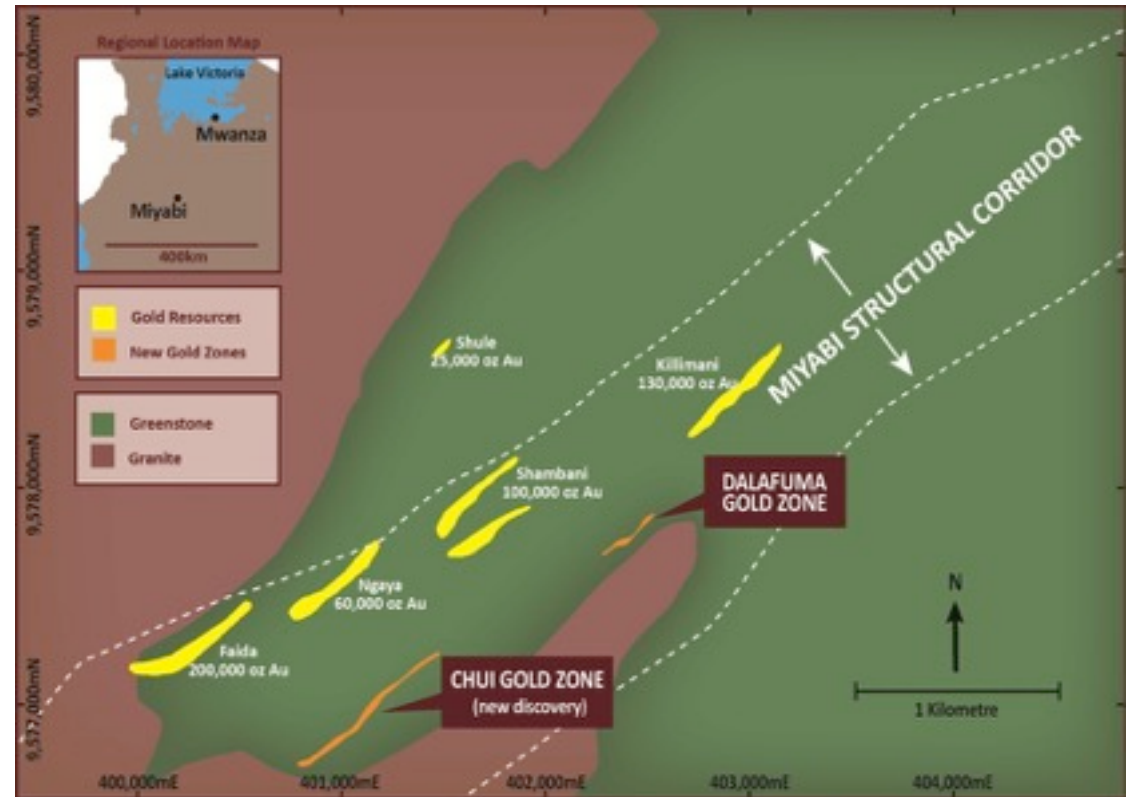 Regional Location Map
Lake Victoria
Mwanza
Miyabi
400km
Gold Resources
New Gold Zones
Greenstone
Granite
9,580,000mN
9,579,000mN
9,578,000mN
9,577,000mN
400,000mE
401,000mE
402,000mE
403,000mE
404,000mE
MIYABI STRUCTURAL CORRIDOR
Shule
25,000 oz Au
Killimani
130,000 oz Au
Shambani
100,000 oz Au
Ngaya
60,000 oz Au
Faida
200,000 oz Au
DALAFUMA
GOLD ZONE
CHUI GOLD ZONE
(new discovery)
N
1 Kilometre